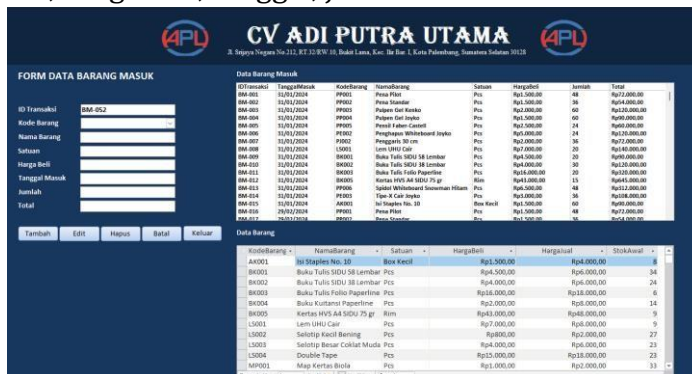 APL
CV ADI PUTRA UTAMA
APL
Jl. Srijaya Negara No.212, RT.32/RW.10, Bukit Lama, Kec. Ilir Bar. I, Kota Palembang, Sumatera Selatan 30128
FORM DATA BARANG MASUK
ID Transaksi BM-052
Kode Barang
Nama Barang
Satuan
Harga Beli
Tanggal Masuk
Jumlah
Total
Tambah Edit Hapus Batal Keluar
Data Barang Masuk
IDTransaksi TanggalMasuk KodeBarang NamaBarang Satuan HargaBeli Jumlah Total
BM-001 31/01/2024 PP001 Pena Pilot Pcs Rp1.500,00 48 Rp72.000,00
BM-002 31/01/2024 PP002 Pena Standar Pcs Rp1.500,00 36 Rp54.000,00
BM-003 31/01/2024 PP003 Pulpen Gel Kenko Pcs Rp2.000,00 60 Rp120.000,00
BM-004 31/01/2024 PP004 Pulpen Gel Joyko Pcs Rp1.500,00 60 Rp90.000,00
BM-005 31/01/2024 PP005 Pensil Faber-Castell Pcs Rp2.500,00 24 Rp60.000,00
BM-006 31/01/2024 PE002 Penghapus Whiteboard Joyko Pcs Rp5.000,00 24 Rp120.000,00
BM-007 31/01/2024 PJ002 Penggaris 30 cm Pcs Rp2.000,00 36 Rp72.000,00
BM-008 31/01/2024 LS001 Lem UHU Cair Pcs Rp7.000,00 20 Rp140.000,00
BM-009 31/01/2024 BK001 Buku Tulis SIDU 58 Lembar Pcs Rp4.500,00 20 Rp90.000,00
BM-010 31/01/2024 BK002 Buku Tulis SIDU 38 Lembar Pcs Rp4.000,00 30 Rp120.000,00
BM-011 31/01/2024 BK003 Buku Tulis Folio Paperline Pcs Rp16.000,00 20 Rp320.000,00
BM-012 31/01/2024 BK005 Kertas HVS A4 SIDU 75 gr Rim Rp43.000,00 15 Rp645.000,00
BM-013 31/01/2024 PP006 Spidol Whiteboard Snowman Hitam Pcs Rp6.500,00 48 Rp312.000,00
BM-014 31/01/2024 PE003 Tipe-X Cair Joyko Pcs Rp3.000,00 36 Rp108.000,00
BM-015 31/01/2024 AK001 Isi Staples No. 10 Box Kecil Rp1.500,00 60 Rp90.000,00
BM-016 29/02/2024 PP001 Pena Pilot Pcs Rp1.500,00 48 Rp72.000,00
BM-017 29/02/2024 PP002 Pena Standar Pcs Rp1.500,00 36 Rp54.000,00
Data Barang
KodeBarang NamaBarang Satuan HargaBeli HargaJual StokAwal
AK001 Isi Staples No. 10 Box Kecil Rp1.500,00 Rp4.000,00 8
BK001 Buku Tulis SIDU 58 Lembar Pcs Rp4.500,00 Rp6.000,00 34
BK002 Buku Tulis SIDU 38 Lembar Pcs Rp4.000,00 Rp6.000,00 24
BK003 Buku Tulis Folio Paperline Pcs Rp16.000,00 Rp18.000,00 6
BK004 Buku Kuitansi Paperline Pcs Rp2.000,00 Rp8.000,00 14
BK005 Kertas HVS A4 SIDU 75 gr Rim Rp43.000,00 Rp48.000,00 9
LS001 Lem UHU Cair Pcs Rp7.000,00 Rp8.000,00 9
LS002 Selotip Kecil Bening Pcs Rp800,00 Rp2.000,00 27
LS003 Selotip Besar Coklat Muda Pcs Rp4.000,00 Rp6.000,00 23
LS004 Double Tape Pcs Rp15.000,00 Rp18.000,00 23
MP001 Map Kertas Biola Pcs Rp1.000,00 Rp2.000,00 33